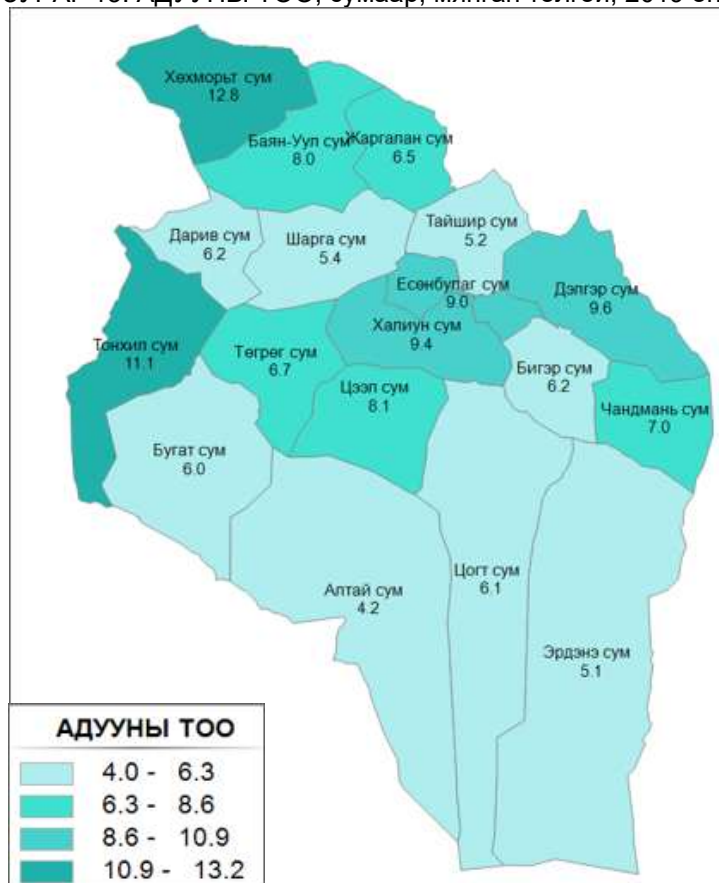 Хөхморьт сум
12.8
Баян-Уул сум
8.0
Жаргалан сум
6.5
Дарив сум
6.2
Шарга сум
5.4
Тайшир сум
5.2
Есөнбулаг сум
9.0
Дэлгэр сум
9.6
Халиун сум
9.4
Тонхил сум
11.1
Төгрөг сум
6.7
Цээл сум
8.1
Бигэр сум
6.2
Чандмань сум
7.0
Бугат сум
6.0
Алтай сум
4.2
Цогт сум
6.1
Эрдэнэ сум
5.1
АДУУНЫ ТОО
4.0 - 6.3
6.3 - 8.6
8.6 - 10.9
10.9 - 13.2